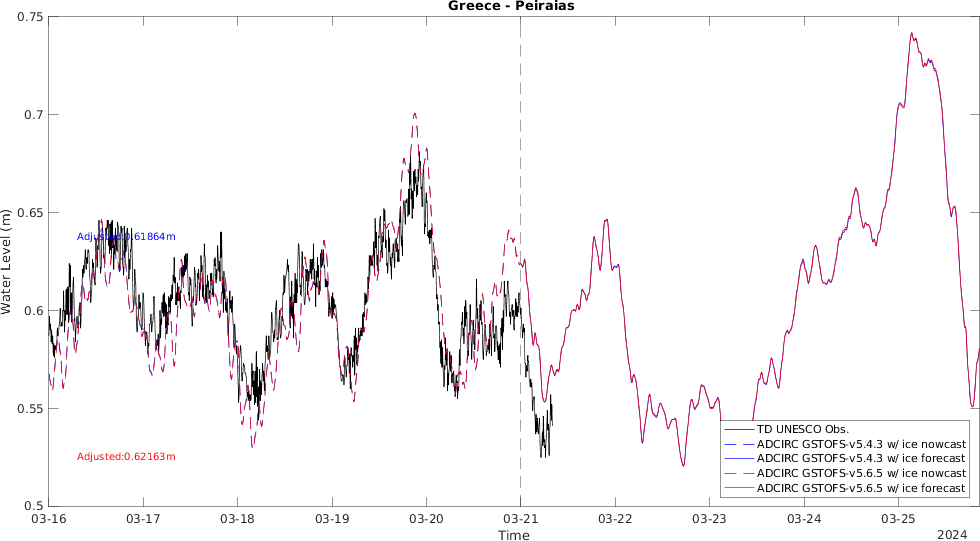 Greece - Peiraias
0.75
0.7
0.65
0.6
0.55
0.5
Water Level (m)
Adjusted:0.61864m
Adjusted:0.62163m
TD UNESCO Obs.
ADCIRC GSTOFS-v5.4.3 w/ ice nowcast
ADCIRC GSTOFS-v5.4.3 w/ ice forecast
ADCIRC GSTOFS-v5.6.5 w/ ice nowcast
ADCIRC GSTOFS-v5.6.5 w/ ice forecast
03-16 03-17 03-18 03-19 03-20 03-21 03-22 03-23 03-24 03-25
Time
2024